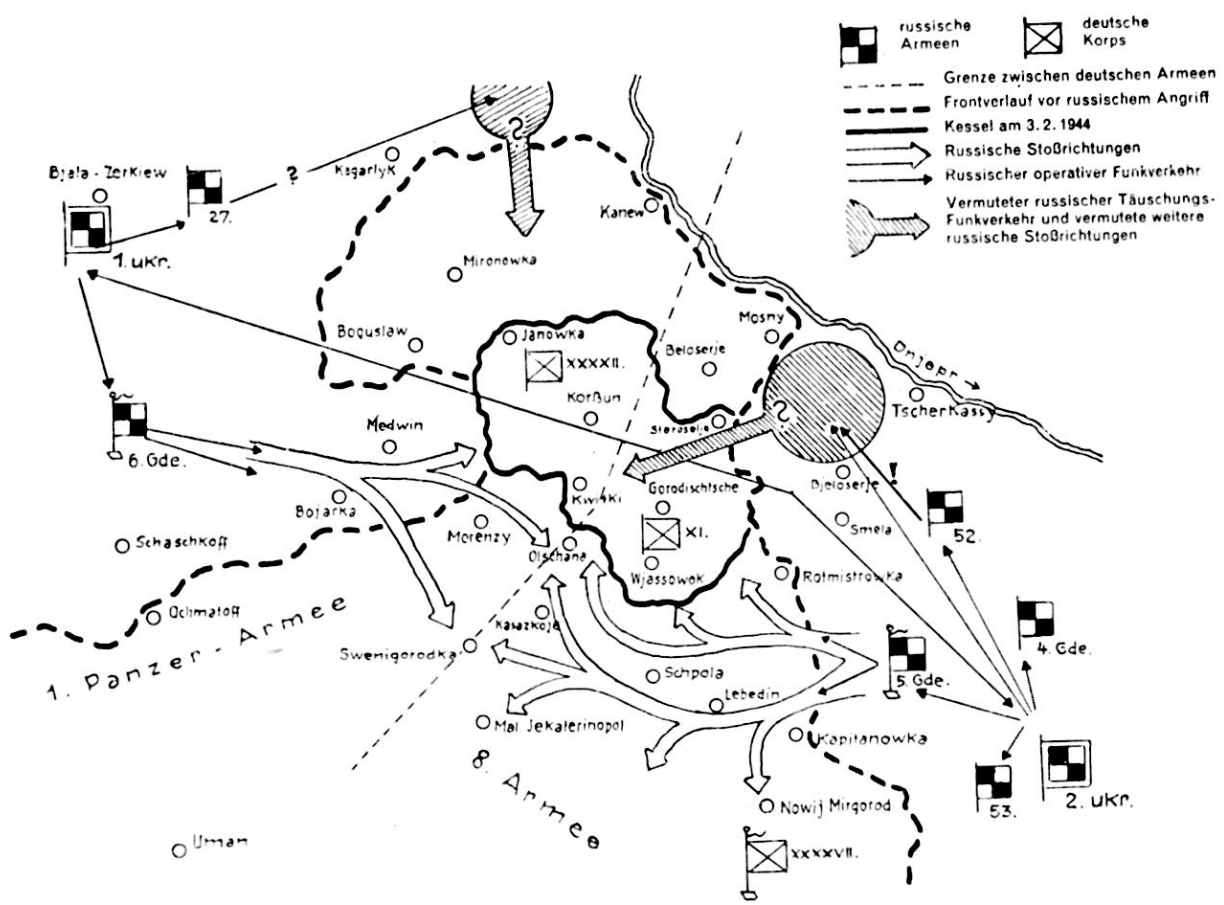 russische
Armeen
deutsche
Korps
Grenze zwischen deutschen Armeen
Frontverlauf vor russischem Angriff
Kessel am 3. 2. 1944
Russische Stoßrichtungen
Russischer operativer Funkverkehr
Vermuteter russischer Täuschungs-
Funkverkehr und vermutete weitere
russische Stoßrichtungen
?
Kagarlyk
Bjala-Zerkiew
?
27.
Kanew
1. ukr.
Mironowka
Mosny
Dnjepr
Boguslaw
Janowka
Beloserje
XXXXII.
Tscherkassy
Korßun
?
Staroselje
Medwin
6. Gde.
Bjeloserje
!
Kwitki
Gorodischtsche
Bojarka
Smela
52.
Morenzy
XI.
Schaschkoff
Olschana
Wjassowok
Rotmistrowka
Ochmatoff
Kasazkoje
4. Gde.
1. Panzer-Armee
Swenigorodka
Schpola
5. Gde.
Lebedin
Mal. Jekaterinopol
Kapitanowka
8. Armee
Nowij Mirgorod
53.
2. ukr.
Uman
XXXXVII.